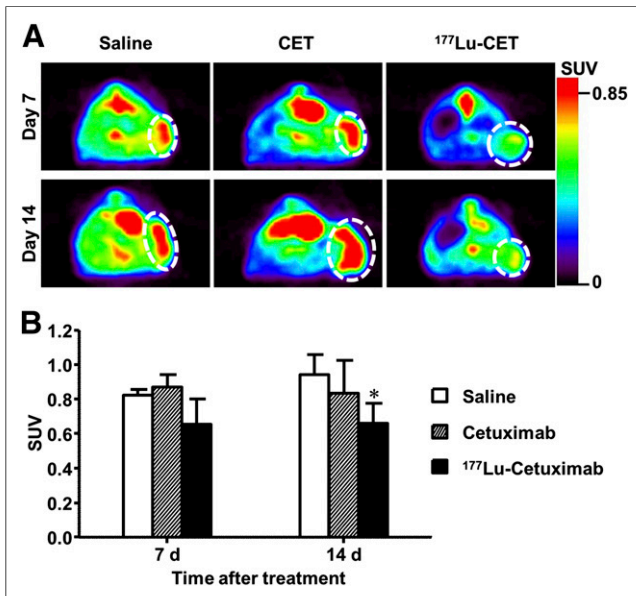 A
Saline CET ¹⁷⁷Lu-CET
SUV
Day 7
0.85
Day 14
0
B
1.2
1.0
0.8
0.6
0.4
0.2
0.0
SUV
*
7 d 14 d
Time after treatment
Saline
Cetuximab
¹⁷⁷Lu-Cetuximab